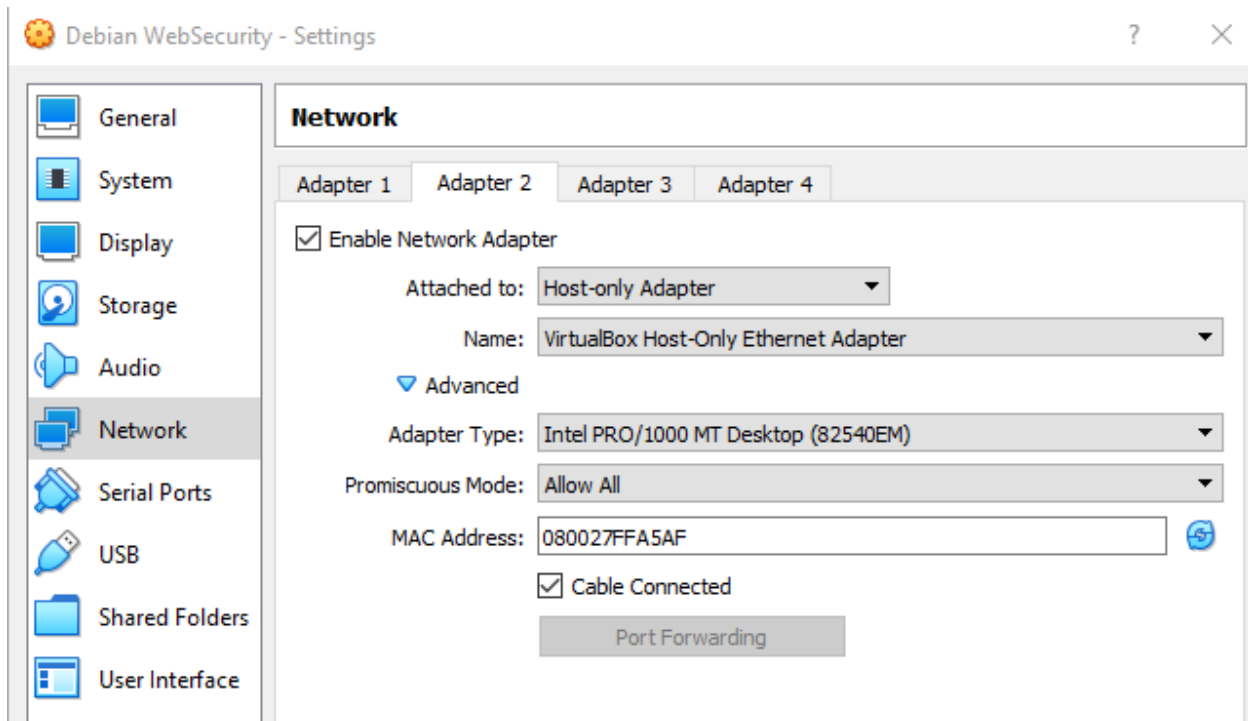 Debian WebSecurity - Settings
?
General
System
Display
Storage
Audio
Network
Serial Ports
USB
Shared Folders
User Interface
Network
Adapter 1 Adapter 2 Adapter 3 Adapter 4
Enable Network Adapter
Attached to: Host-only Adapter
Name: VirtualBox Host-Only Ethernet Adapter
Advanced
Adapter Type: Intel PRO/1000 MT Desktop (82540EM)
Promiscuous Mode: Allow All
MAC Address: 080027FFA5AF
Cable Connected
Port Forwarding